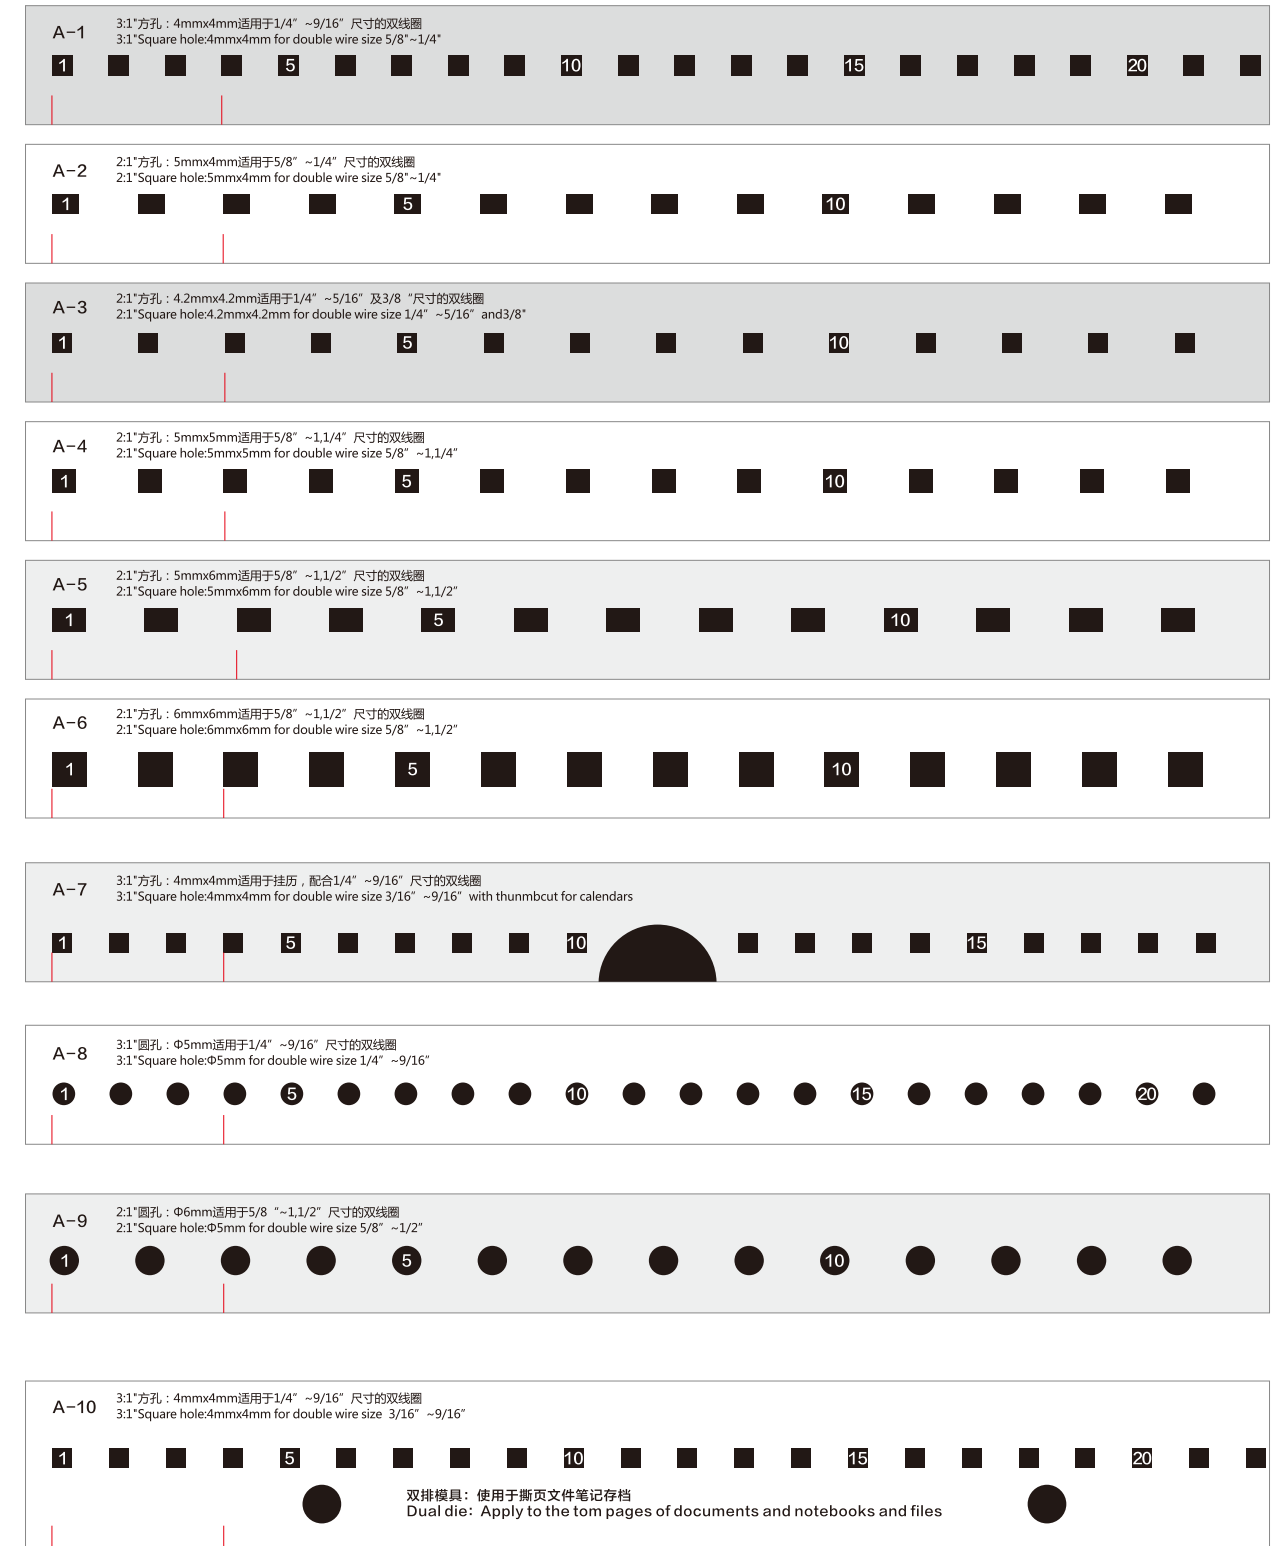 A-1
3:1"方孔：4mmx4mm适用于1/4”~9/16”尺寸的双线圈
3:1"Square hole:4mmx4mm for double wire size 5/8"~1/4"
1 5 10 15 20
A-2
2:1"方孔：5mmx4mm适用于5/8”~1/4”尺寸的双线圈
2:1"Square hole:5mmx4mm for double wire size 5/8"~1/4"
1 5 10
A-3
2:1"方孔：4.2mmx4.2mm适用于1/4”~5/16”及3/8“尺寸的双线圈
2:1"Square hole:4.2mmx4.2mm for double wire size 1/4”~5/16”and3/8"
1 5 10
A-4
2:1"方孔：5mmx5mm适用于5/8”~1,1/4”尺寸的双线圈
2:1"Square hole:5mmx5mm for double wire size 5/8”~1,1/4”
1 5 10
A-5
2:1"方孔：5mmx6mm适用于5/8”~1,1/2”尺寸的双线圈
2:1"Square hole:5mmx6mm for double wire size 5/8”~1,1/2”
1 5 10
A-6
2:1"方孔：6mmx6mm适用于5/8”~1,1/2”尺寸的双线圈
2:1"Square hole:6mmx6mm for double wire size 5/8”~1,1/2”
1 5 10
A-7
3:1"方孔：4mmx4mm适用于挂历，配合1/4”~9/16”尺寸的双线圈
3:1"Square hole:4mmx4mm for double wire size 3/16”~9/16”with thunmbcut for calendars
1 5 10 15
A-8
3:1"圆孔：Φ5mm适用于1/4”~9/16”尺寸的双线圈
3:1"Square hole:Φ5mm for double wire size 1/4”~9/16”
1 5 10 15 20
A-9
2:1"圆孔：Φ6mm适用于5/8“~1,1/2”尺寸的双线圈
2:1"Square hole:Φ5mm for double wire size 5/8”~1/2”
1 5 10
A-10
3:1"方孔：4mmx4mm适用于1/4”~9/16”尺寸的双线圈
3:1"Square hole:4mmx4mm for double wire size 3/16”~9/16”
1 5 10 15 20
双排模具：使用于撕页文件笔记存档
Dual die：Apply to the tom pages of documents and notebooks and files